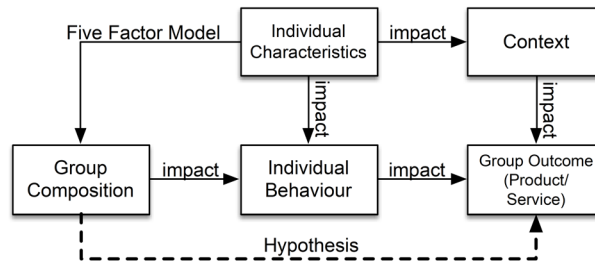 Five Factor Model
Individual
Characteristics
impact
Context
impact
impact
Group
Composition
impact
Individual
Behaviour
impact
Group Outcome
(Product/
Service)
Hypothesis